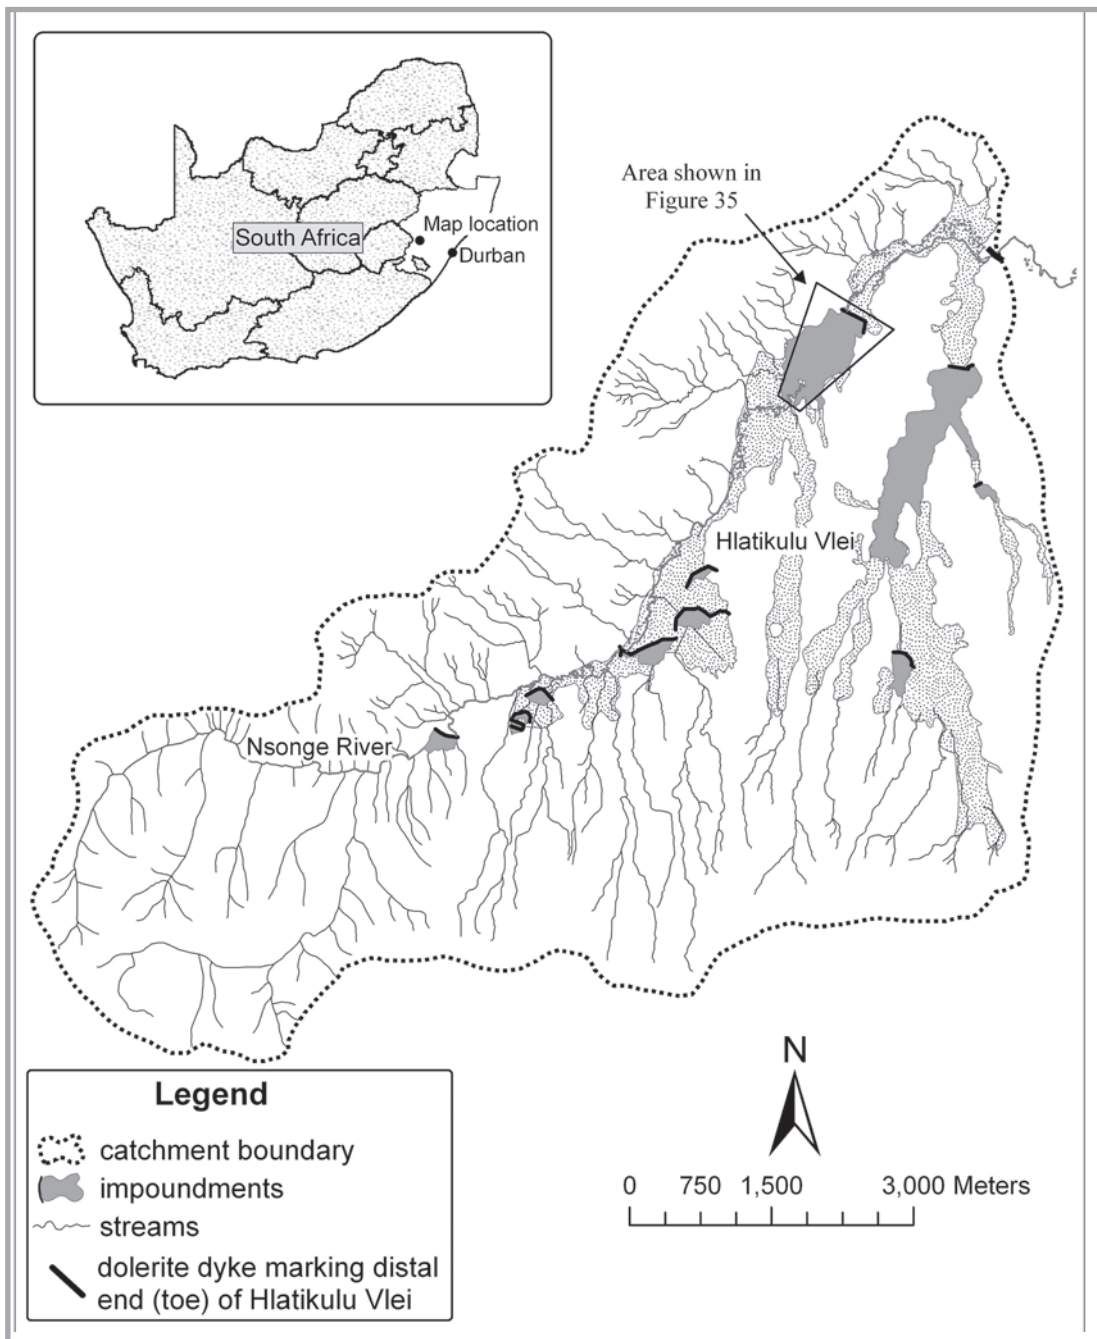 South Africa
Map location
Durban
Area shown in
Figure 35
Hlatikulu Vlei
Nsonge River
N
0 750 1,500 3,000 Meters
Legend
catchment boundary
impoundments
streams
dolerite dyke marking distal
end (toe) of Hlatikulu Vlei